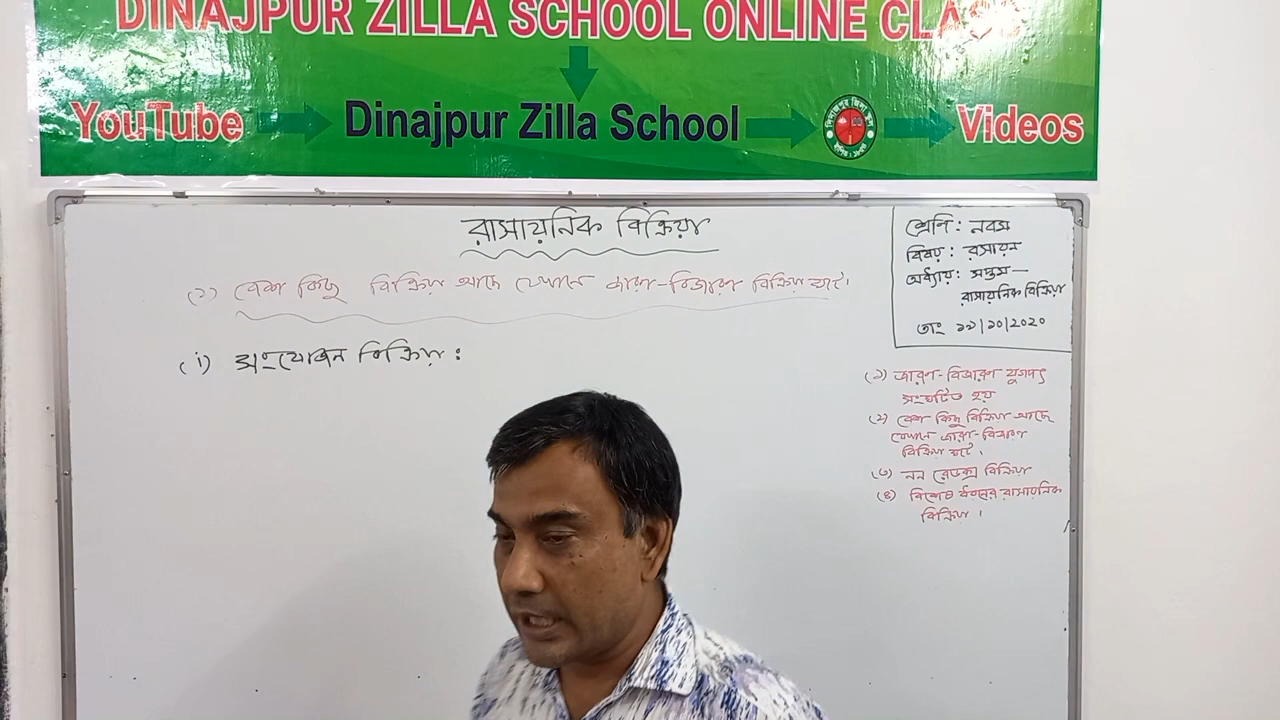 DINAJPUR ZILLA SCHOOL ONLINE CLASS
YouTube Dinajpur Zilla School Videos
রাসায়নিক বিক্রিয়া
(২) বেশ কিছু বিক্রিয়া আছে যেখানে জারণ-বিজারণ বিক্রিয়া ঘটে।
(i) সংযোজন বিক্রিয়া :
শ্রেণি : নবম
বিষয় : রসায়ন
অধ্যায় : সপ্তম —
রাসায়নিক বিক্রিয়া
তাং ১১/১০/২০২০
(১) জারণ-বিজারণ যুগপৎ
সংঘটিত হয়
(২) বেশ কিছু বিক্রিয়া আছে
যেখানে জারণ-বিজারণ
বিক্রিয়া ঘটে।
(৩) নন রেডক্স বিক্রিয়া
(৪) বিশেষ ধরনের রাসায়নিক
বিক্রিয়া।